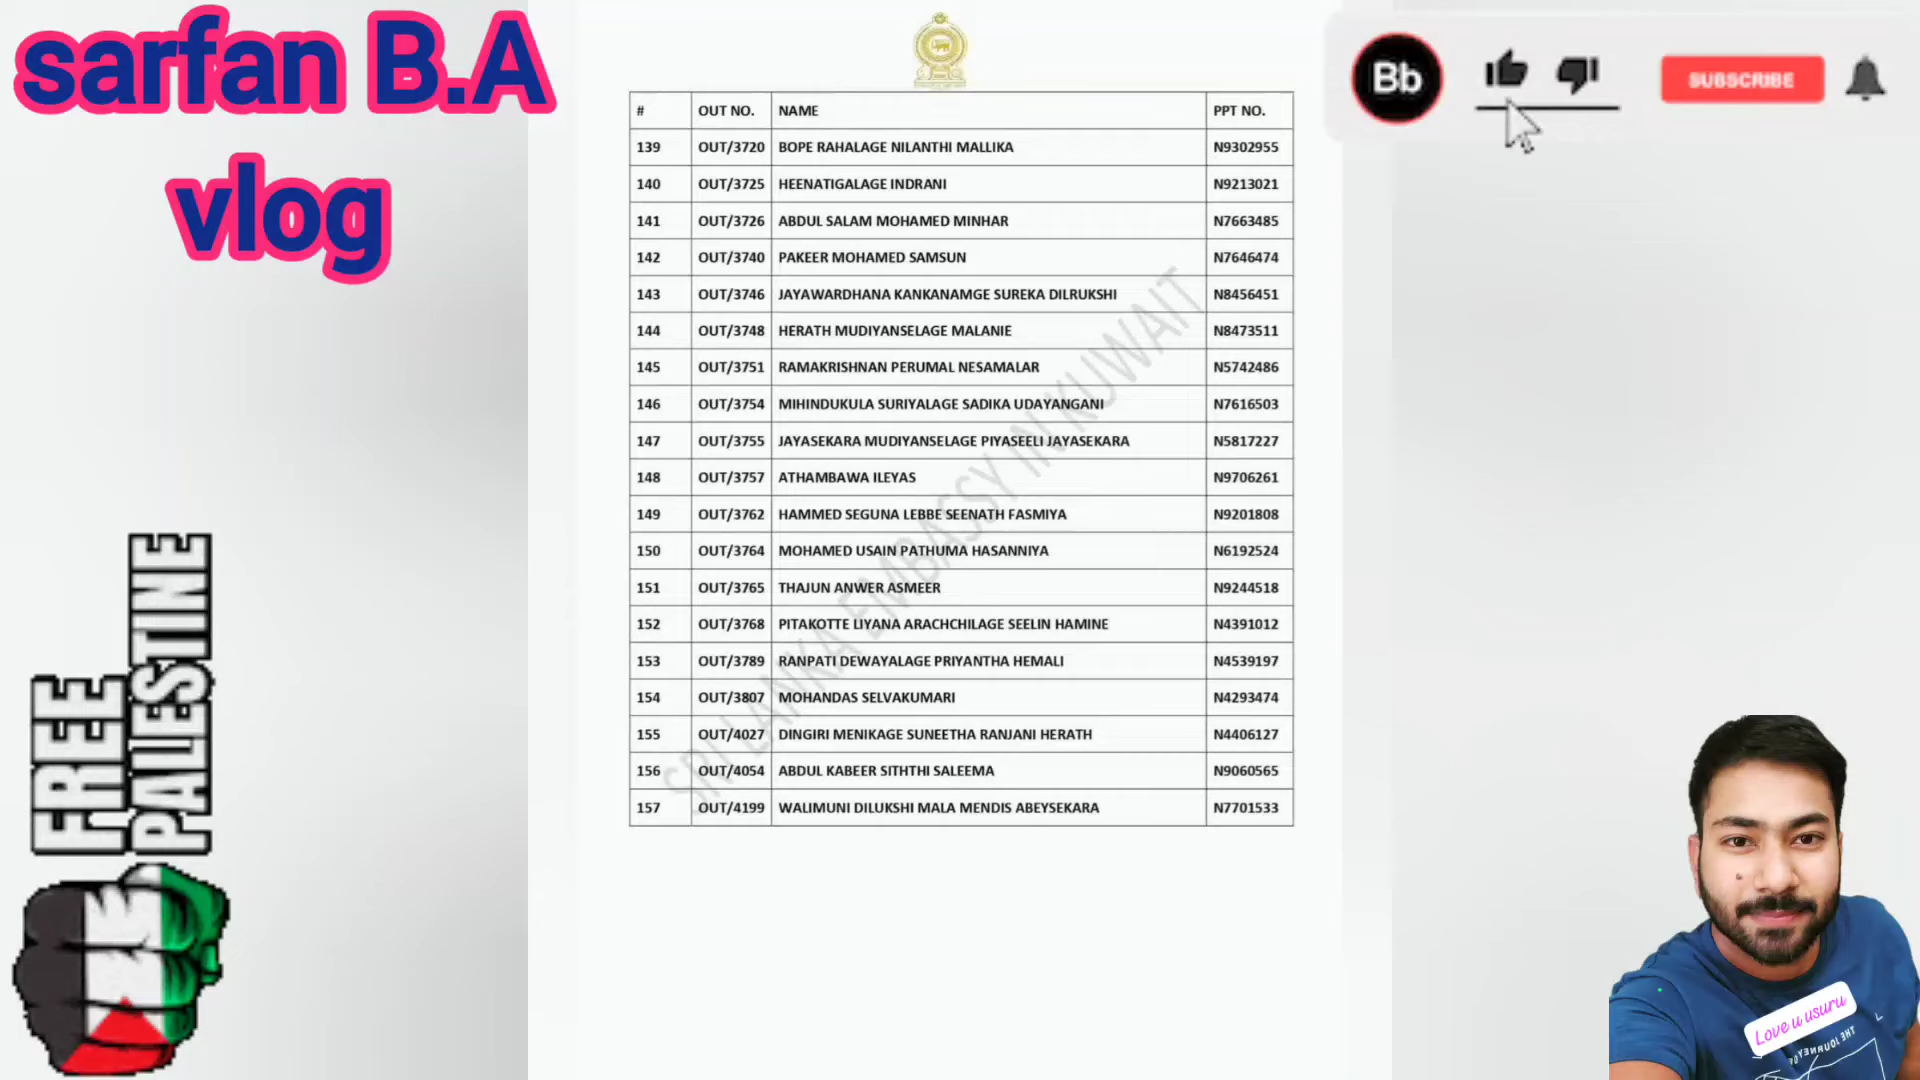 sarfan B.A
vlog
Bb
SUBSCRIBE
# OUT NO. NAME PPT NO.
139 OUT/3720 BOPE RAHALAGE NILANTHI MALLIKA N9302955
140 OUT/3725 HEENATIGALAGE INDRANI N9213021
141 OUT/3726 ABDUL SALAM MOHAMED MINHAR N7663485
142 OUT/3740 PAKEER MOHAMED SAMSUN N7646474
143 OUT/3746 JAYAWARDHANA KANKANAMGE SUREKA DILRUKSHI N8456451
144 OUT/3748 HERATH MUDIYANSELAGE MALANIE N8473511
145 OUT/3751 RAMAKRISHNAN PERUMAL NESAMALAR N5742486
146 OUT/3754 MIHINDUKULA SURIYALAGE SADIKA UDAYANGANI N7616503
147 OUT/3755 JAYASEKARA MUDIYANSELAGE PIYASEELI JAYASEKARA N5817227
148 OUT/3757 ATHAMBAWA ILEYAS N9706261
149 OUT/3762 HAMMED SEGUNA LEBBE SEENATH FASMIYA N9201808
150 OUT/3764 MOHAMED USAIN PATHUMA HASANNIYA N6192524
151 OUT/3765 THAJUN ANWER ASMEER N9244518
152 OUT/3768 PITAKOTTE LIYANA ARACHCHILAGE SEELIN HAMINE N4391012
153 OUT/3789 RANPATI DEWAYALAGE PRIYANTHA HEMALI N4539197
154 OUT/3807 MOHANDAS SELVAKUMARI N4293474
155 OUT/4027 DINGIRI MENIKAGE SUNEETHA RANJANI HERATH N4406127
156 OUT/4054 ABDUL KABEER SITHTHI SALEEMA N9060565
157 OUT/4199 WALIMUNI DILUKSHI MALA MENDIS ABEYSEKARA N7701533
SRI LANKA EMBASSY IN KUWAIT
FREE
PALESTINE
Love u usuru
THE JOURNEY